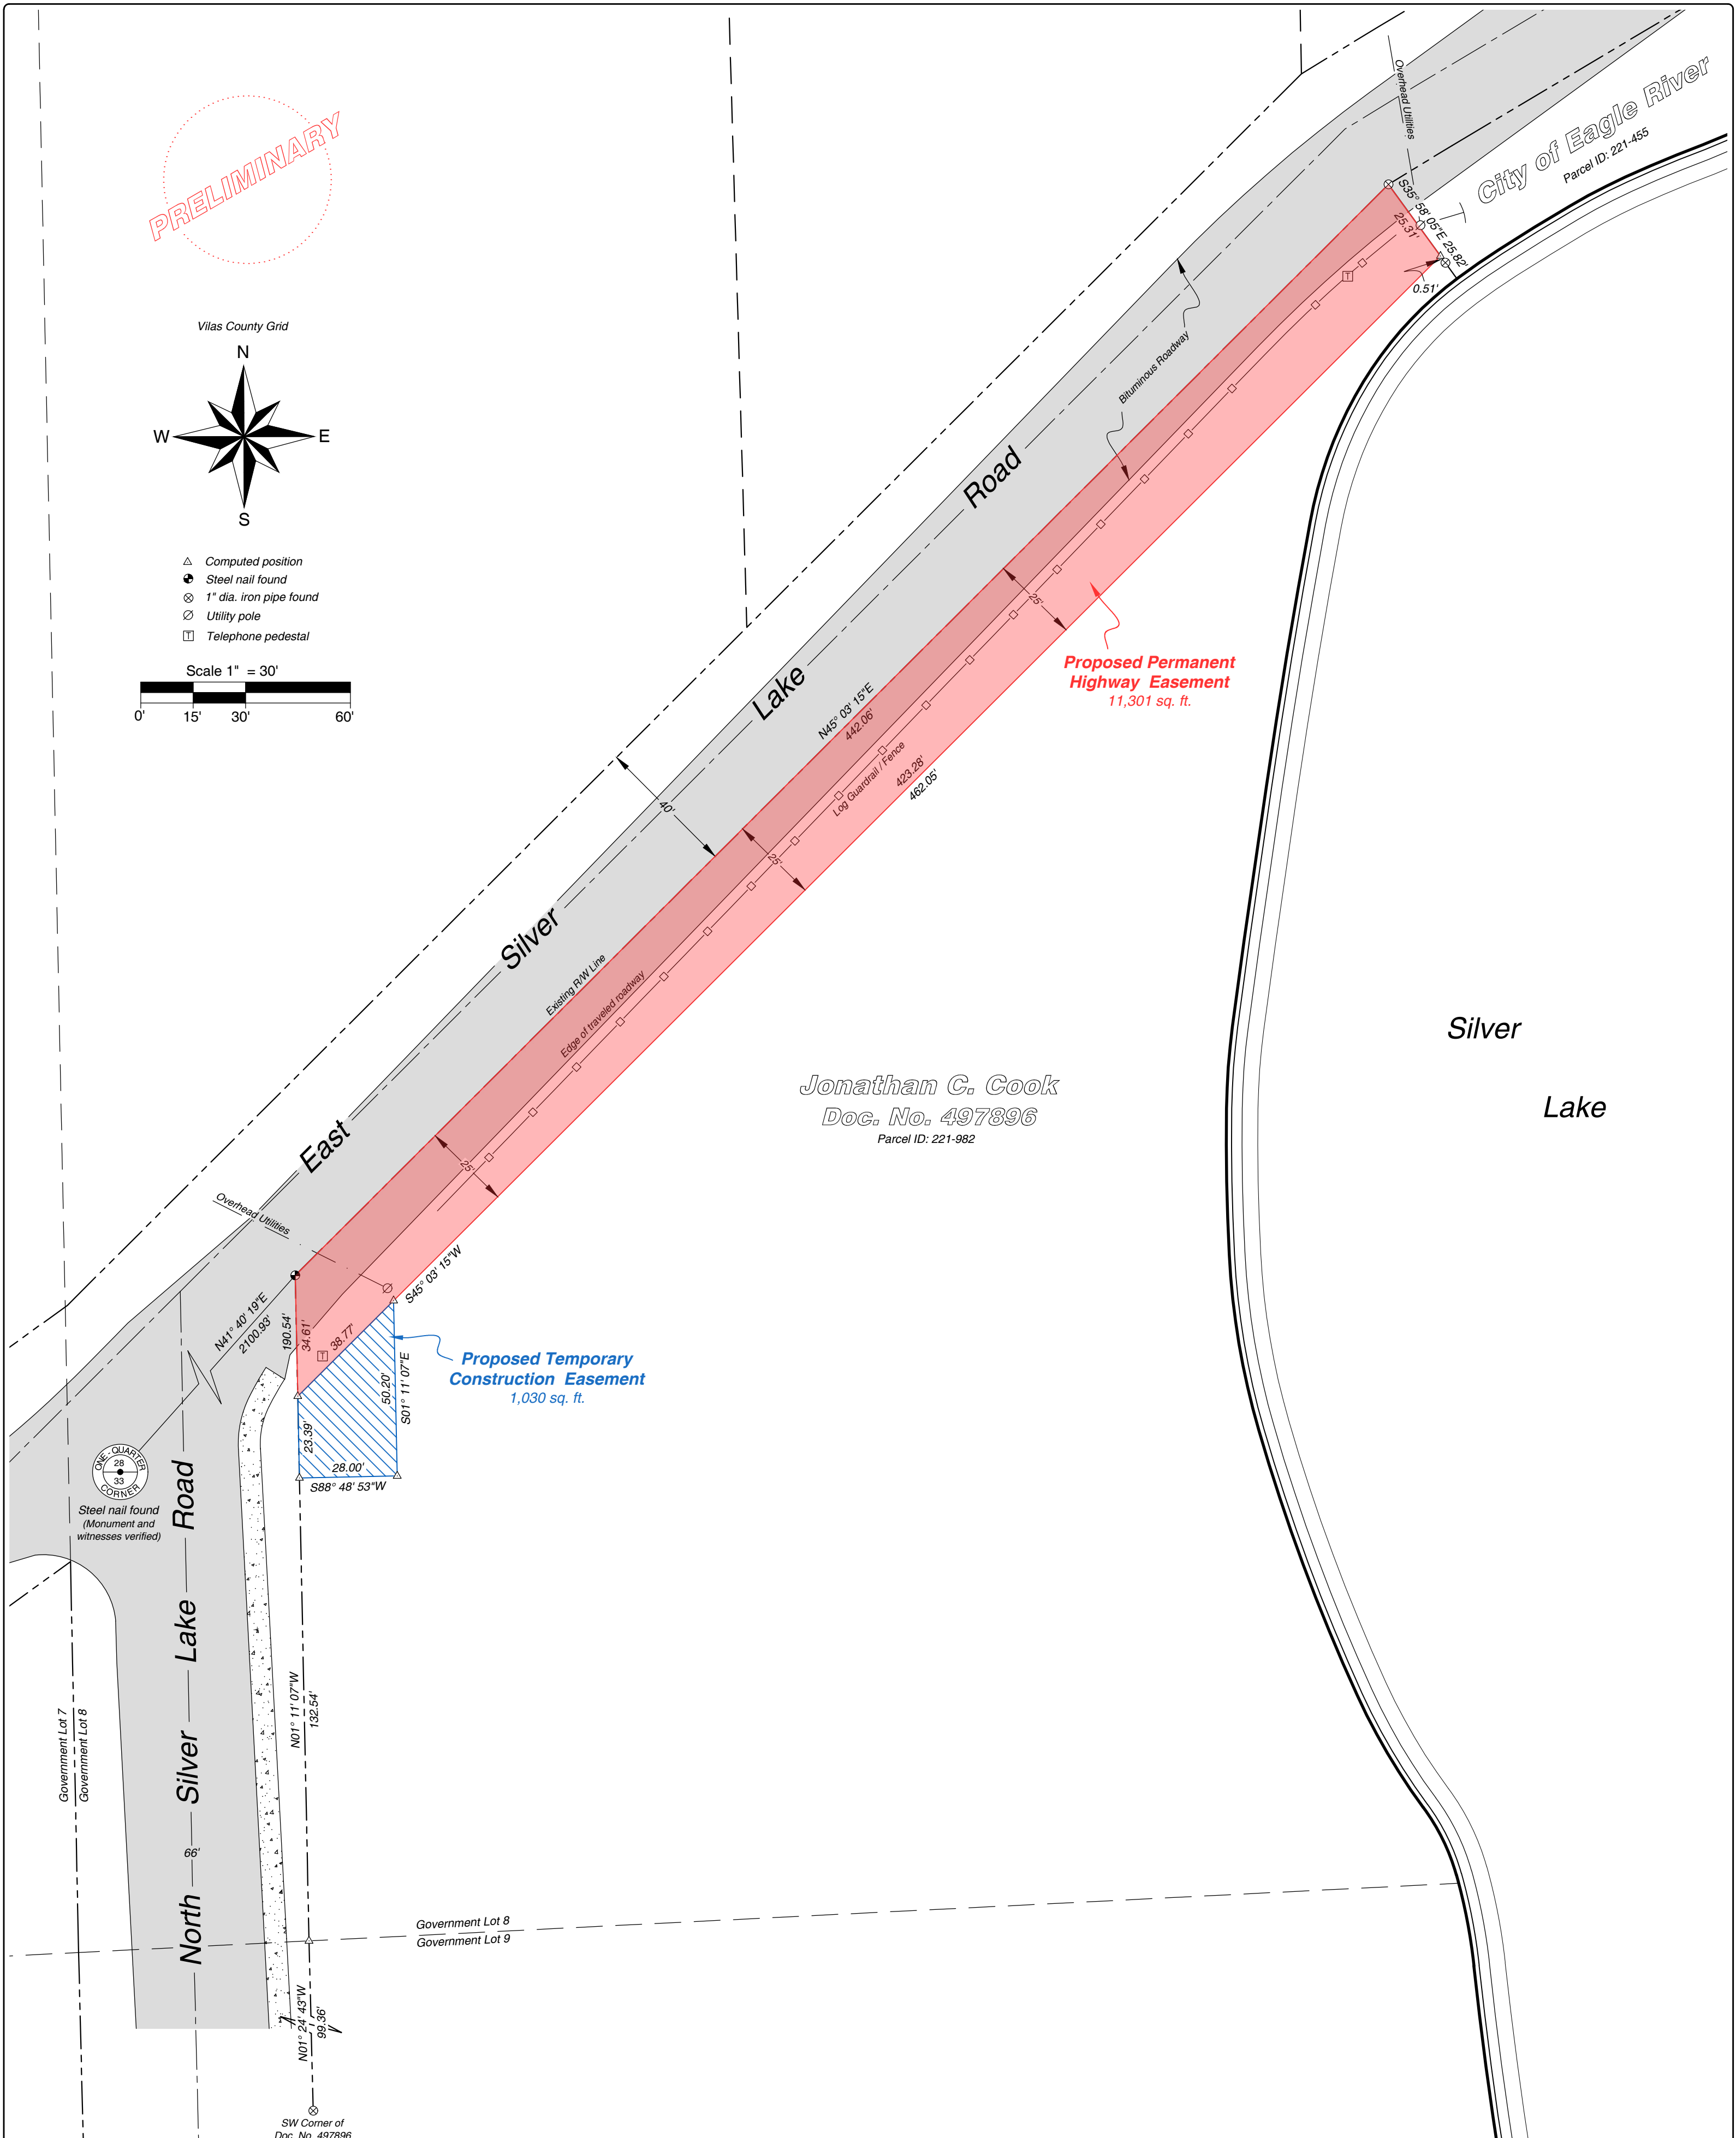 PRELIMINARY
Vilas County Grid
N
W
E
S
Computed position
Steel nail found
1" dia. iron pipe found
Utility pole
T Telephone pedestal
Scale 1" = 30'
0' 15' 30' 60'
Overhead Utilities
City of Eagle River
Parcel ID: 221-455
S35° 58' 05"E 25.82'
25.31'
0.51'
T
Bituminous Roadway
East Silver Lake Road
25'
Proposed Permanent
Highway Easement
11,301 sq. ft.
N45° 03' 15"E
442.06'
Log Guardrail / Fence
423.28'
462.05'
40'
25'
Existing R/W Line
Edge of traveled roadway
25'
Jonathan C. Cook
Doc. No. 497896
Parcel ID: 221-982
Silver
Lake
Overhead Utilities
S45° 03' 15"W
N41° 40' 19"E
2100.93'
190.54'
34.61'
38.77'
T
Proposed Temporary
Construction Easement
1,030 sq. ft.
50.20'
S01° 11' 07"E
23.39'
28.00'
S88° 48' 53"W
ONE-QUARTER
28
33
CORNER
Steel nail found
(Monument and
witnesses verified)
North Silver Lake Road
66'
Government Lot 7
Government Lot 8
N01° 11' 07"W
132.54'
Government Lot 8
Government Lot 9
N01° 24' 43"W
99.36'
SW Corner of
Doc. No. 497896